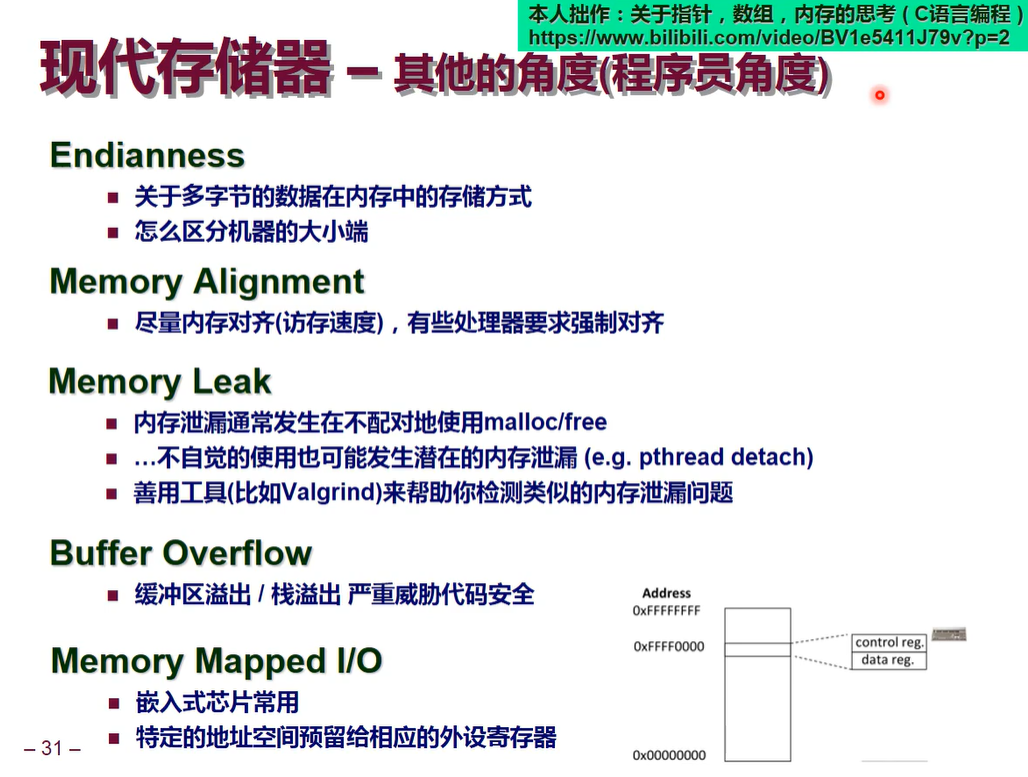 本人拙作：关于指针，数组，内存的思考（C语言编程）
https://www.bilibili.com/video/BV1e5411J79v?p=2
现代存储器 – 其他的角度(程序员角度)
Endianness
关于多字节的数据在内存中的存储方式
怎么区分机器的大小端
Memory Alignment
尽量内存对齐(访存速度)，有些处理器要求强制对齐
Memory Leak
内存泄漏通常发生在不配对地使用malloc/free
…不自觉的使用也可能发生潜在的内存泄漏 (e.g. pthread detach)
善用工具(比如Valgrind)来帮助你检测类似的内存泄漏问题
Buffer Overflow
缓冲区溢出 / 栈溢出 严重威胁代码安全
Memory Mapped I/O
嵌入式芯片常用
特定的地址空间预留给相应的外设寄存器
Address
0xFFFFFFFF
0xFFFF0000
control reg.
data reg.
0x00000000
– 31 –